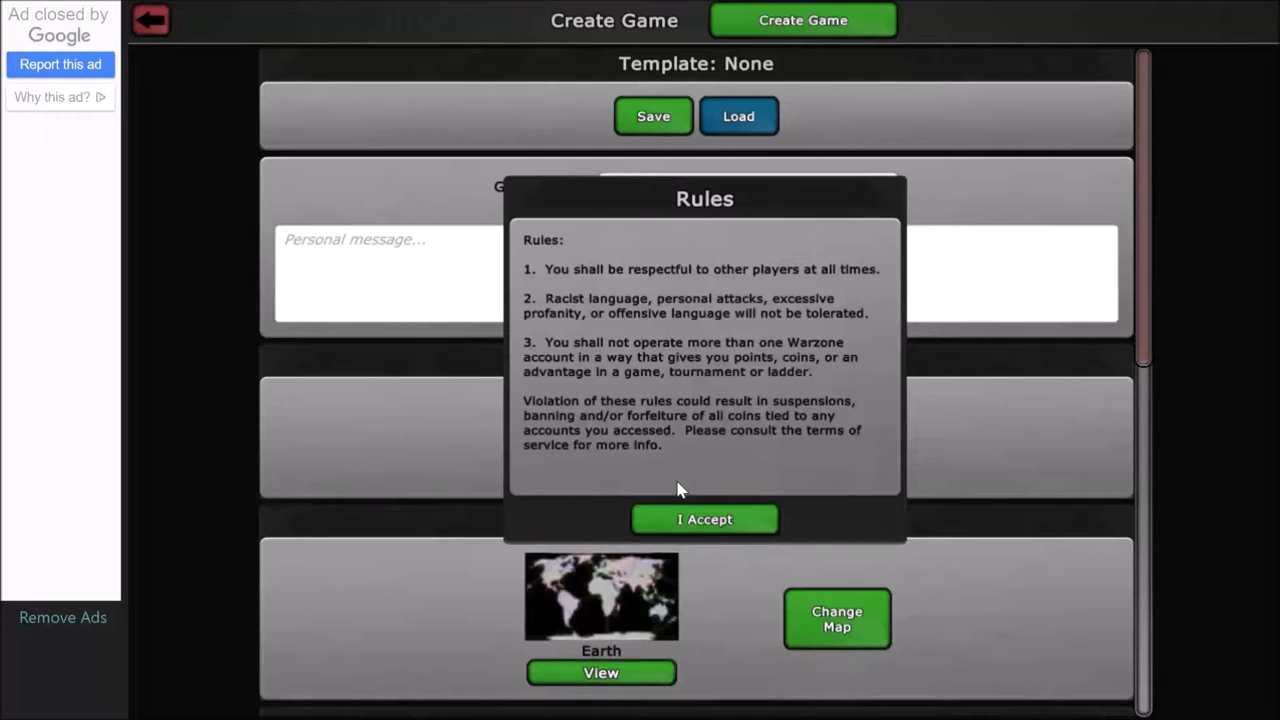 Ad closed by
Google
Report this ad
Why this ad?
Remove Ads
Create Game
Create Game
Template: None
Save
Load
G
Personal message...
Rules
Rules:
1. You shall be respectful to other players at all times.
2. Racist language, personal attacks, excessive
profanity, or offensive language will not be tolerated.
3. You shall not operate more than one Warzone
account in a way that gives you points, coins, or an
advantage in a game, tournament or ladder.
Violation of these rules could result in suspensions,
banning and/or forfeiture of all coins tied to any
accounts you accessed. Please consult the terms of
service for more info.
I Accept
Earth
View
Change
Map